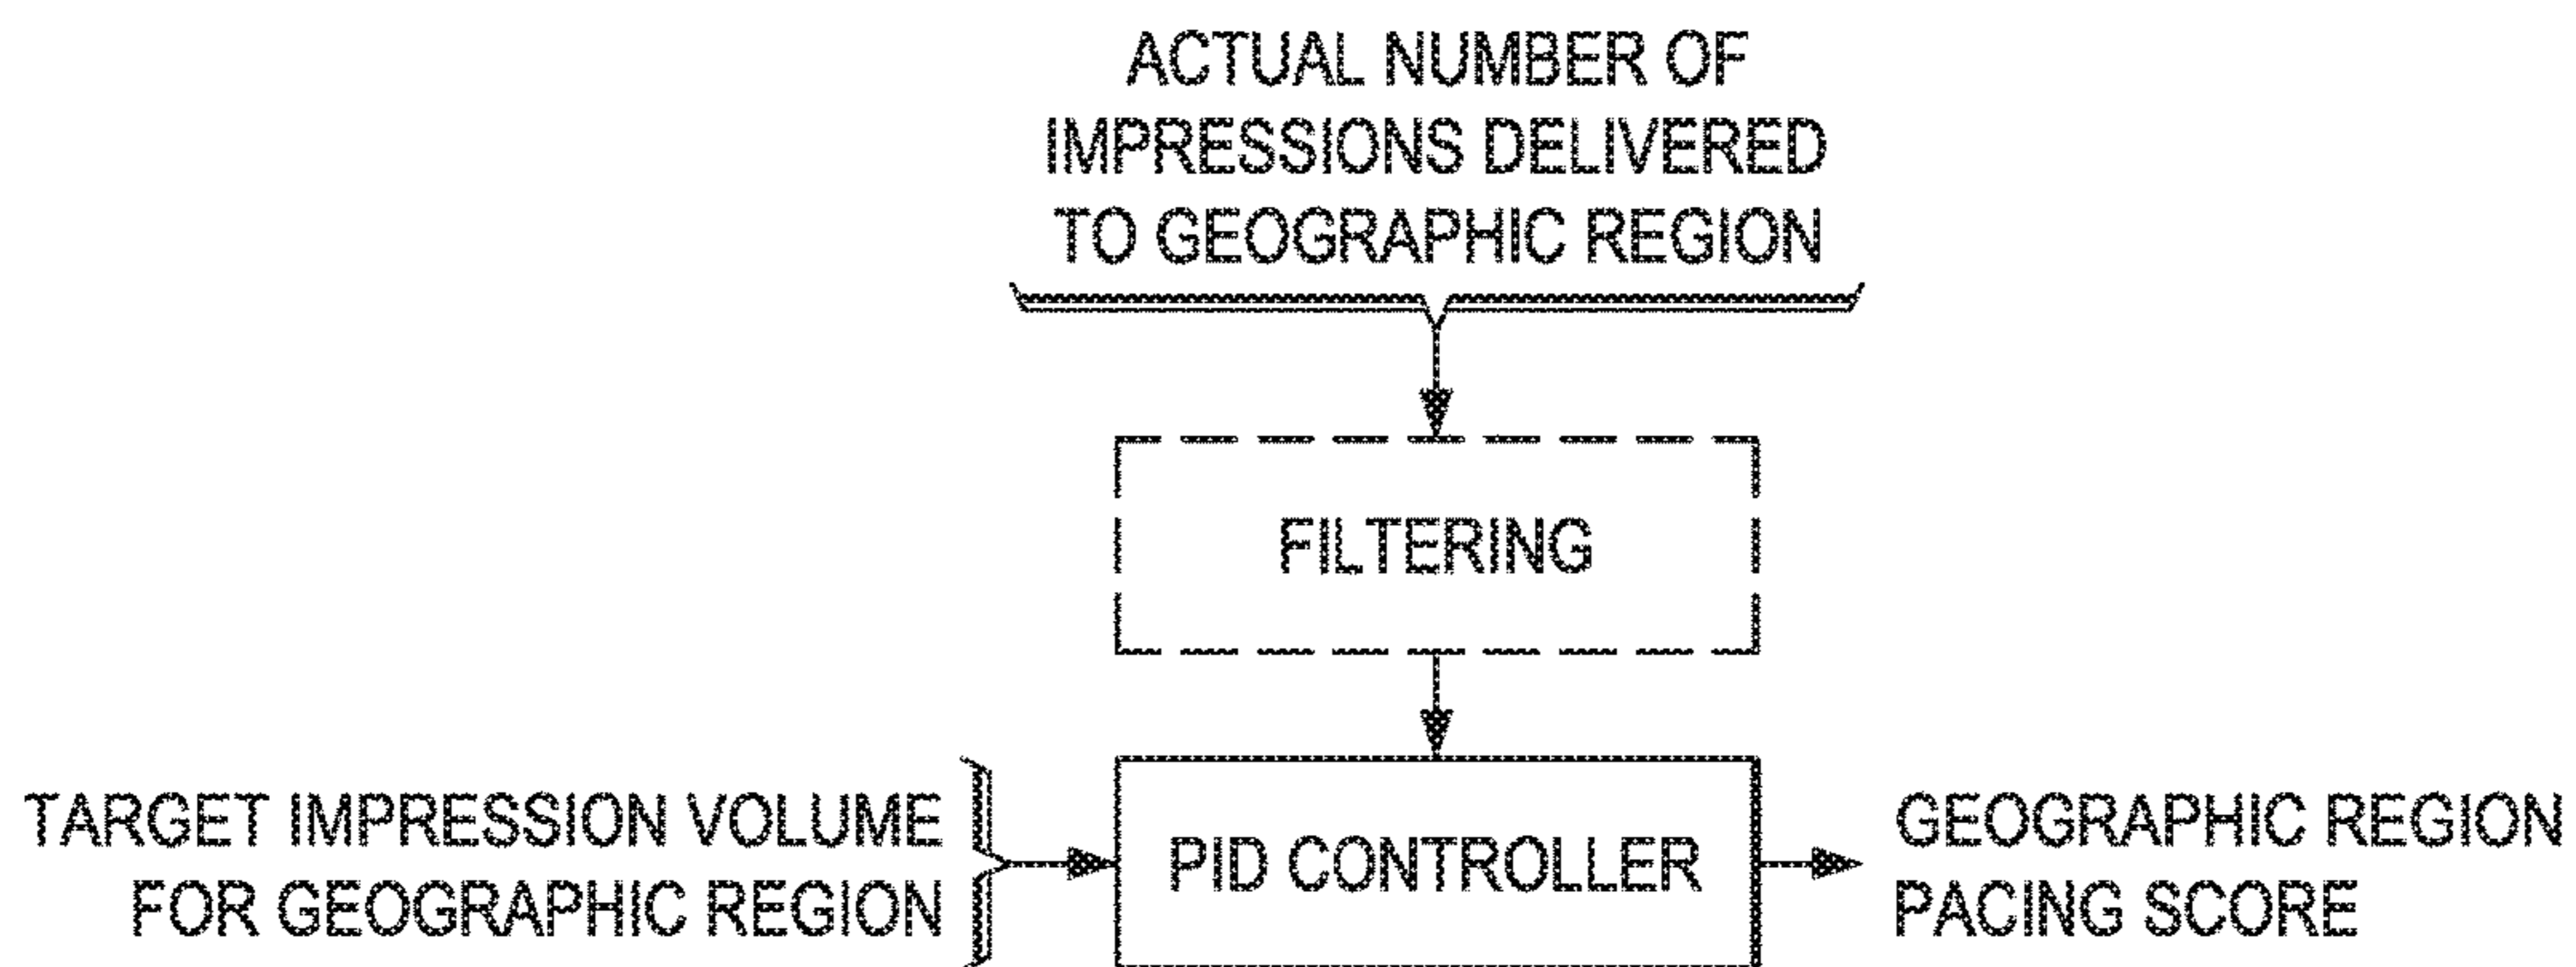 ACTUAL NUMBER OF
IMPRESSIONS DELIVERED
TO GEOGRAPHIC REGION
FILTERING
TARGET IMPRESSION VOLUME
FOR GEOGRAPHIC REGION
PID CONTROLLER
GEOGRAPHIC REGION
PACING SCORE